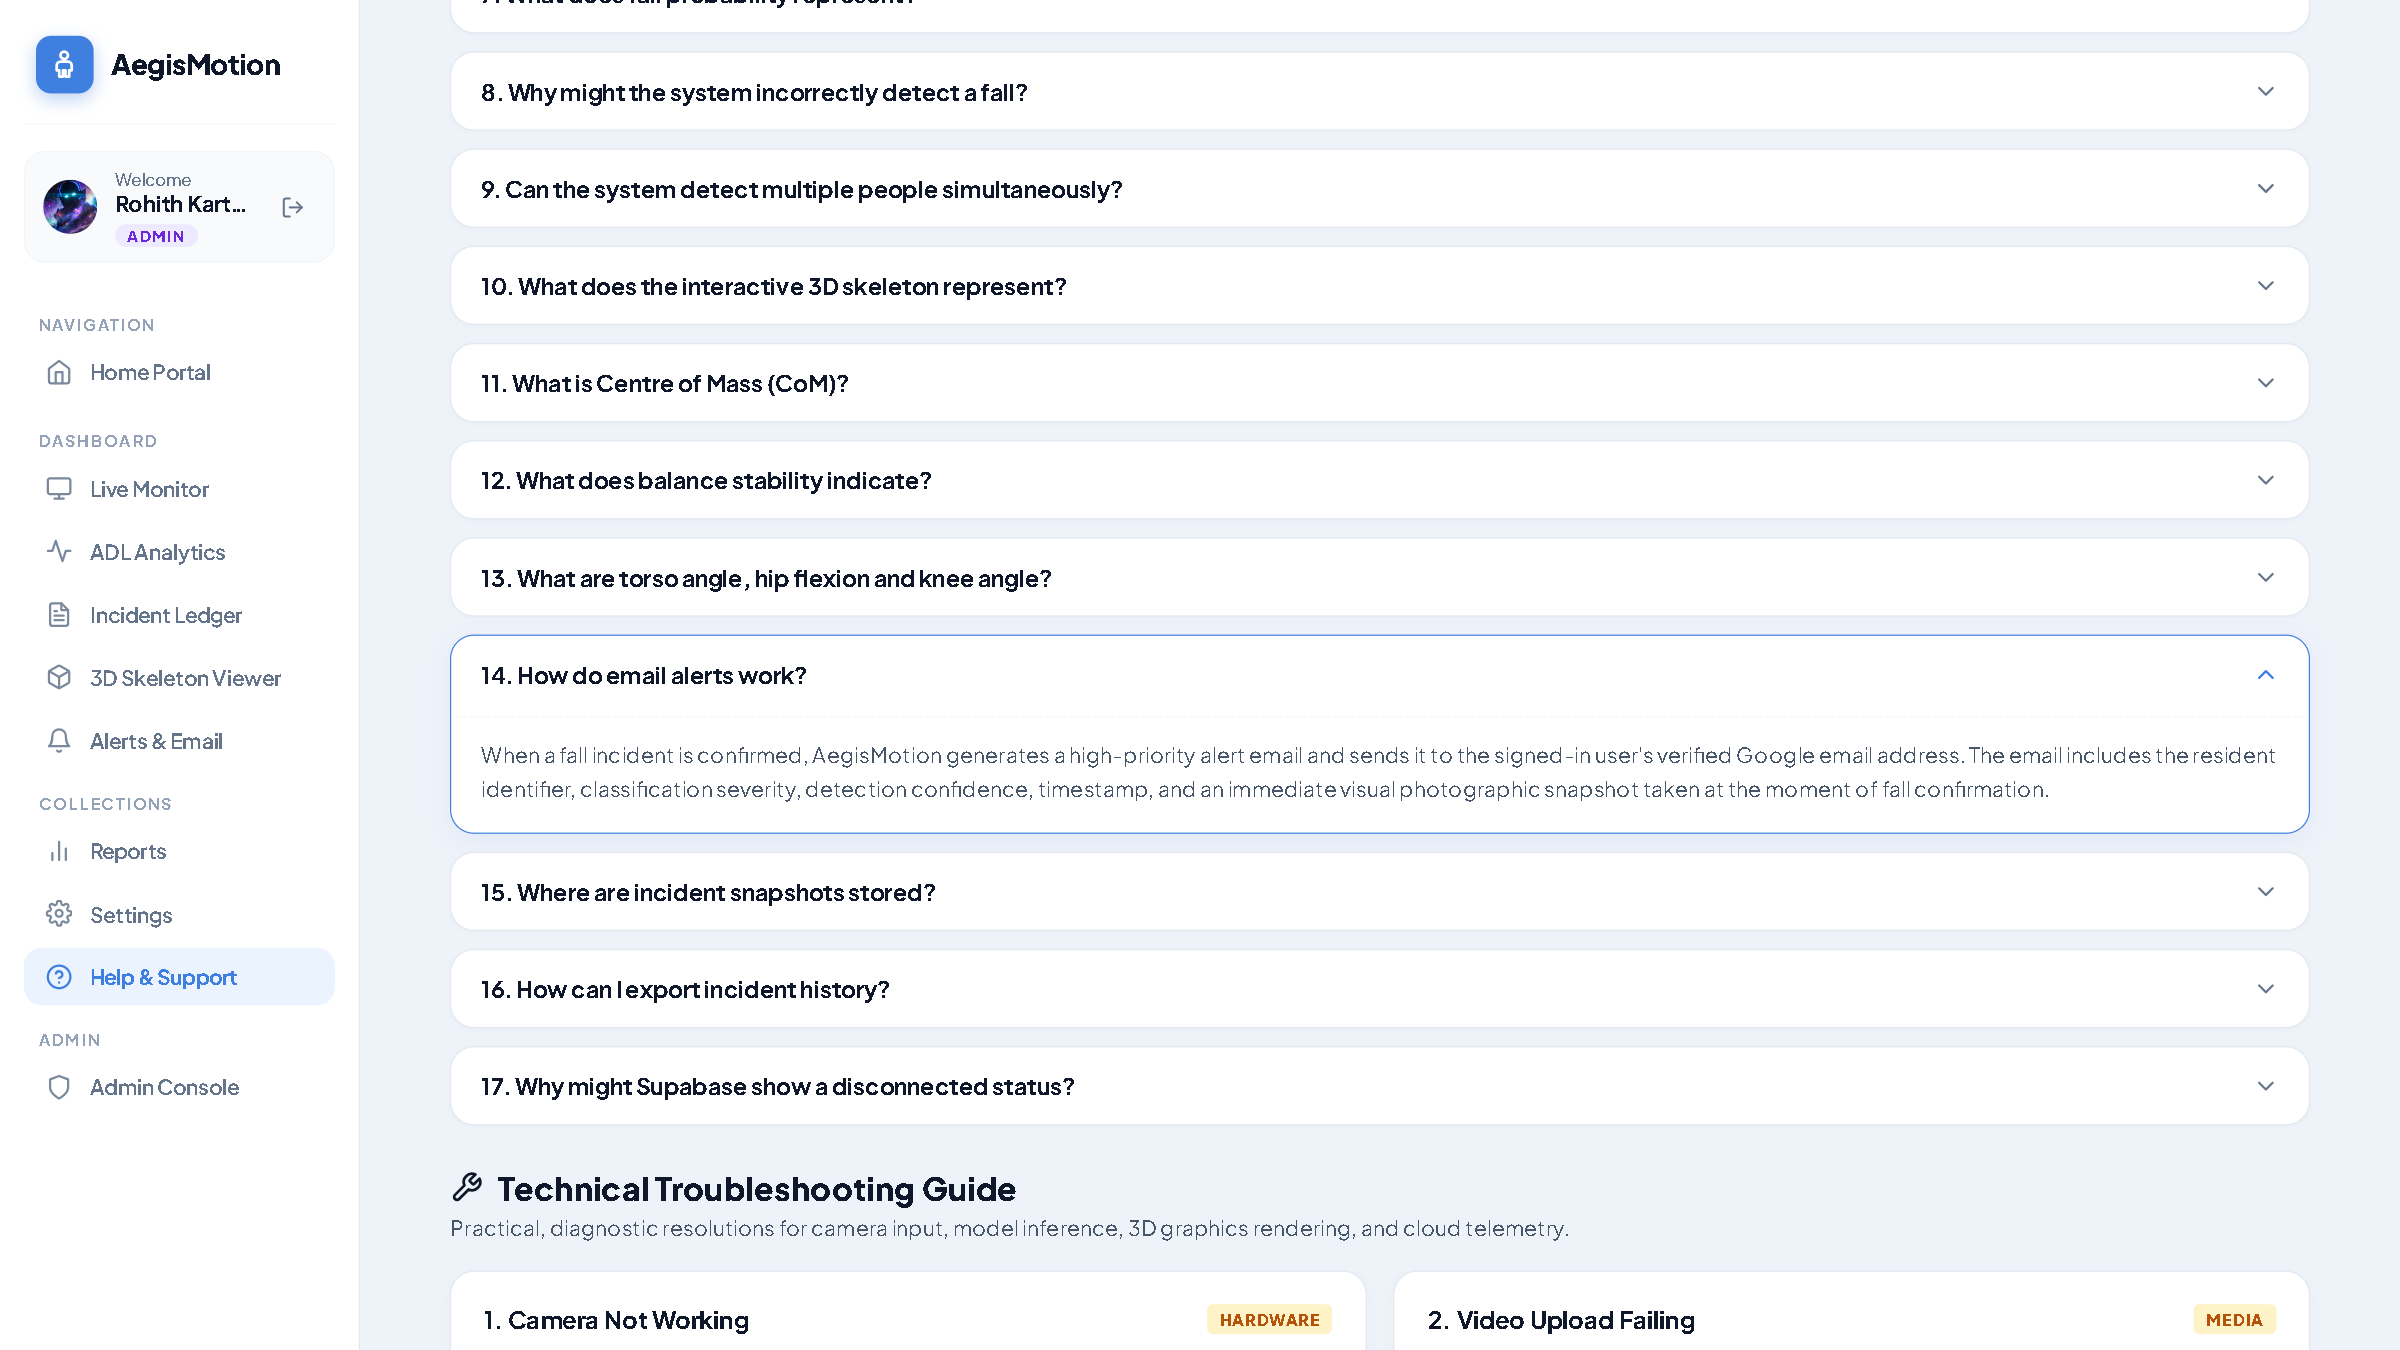 AegisMotion
Welcome
Rohith Kart...
ADMIN
NAVIGATION
Home Portal
DASHBOARD
Live Monitor
ADL Analytics
Incident Ledger
3D Skeleton Viewer
Alerts & Email
COLLECTIONS
Reports
Settings
Help & Support
ADMIN
Admin Console
7. What does fall probability represent?
8. Why might the system incorrectly detect a fall?
9. Can the system detect multiple people simultaneously?
10. What does the interactive 3D skeleton represent?
11. What is Centre of Mass (CoM)?
12. What does balance stability indicate?
13. What are torso angle, hip flexion and knee angle?
14. How do email alerts work?
When a fall incident is confirmed, AegisMotion generates a high-priority alert email and sends it to the signed-in user's verified Google email address. The email includes the resident
identifier, classification severity, detection confidence, timestamp, and an immediate visual photographic snapshot taken at the moment of fall confirmation.
15. Where are incident snapshots stored?
16. How can I export incident history?
17. Why might Supabase show a disconnected status?
Technical Troubleshooting Guide
Practical, diagnostic resolutions for camera input, model inference, 3D graphics rendering, and cloud telemetry.
1. Camera Not Working
HARDWARE
2. Video Upload Failing
MEDIA